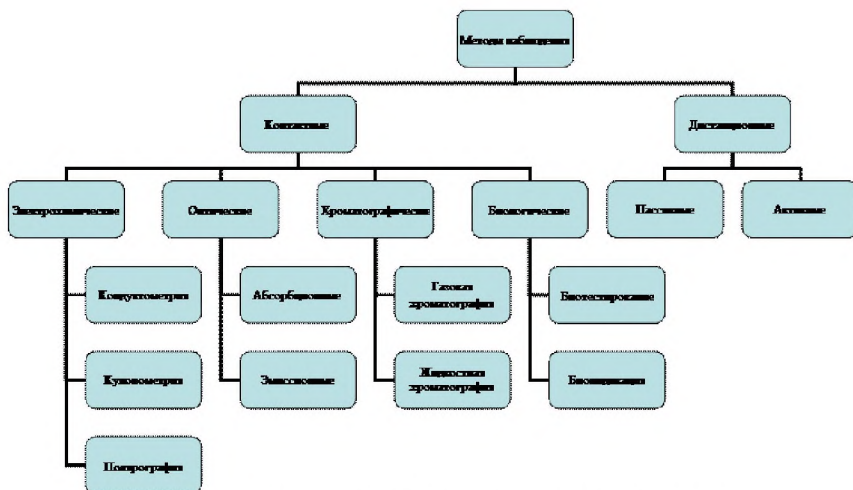 Методы наблюдения
Контактные
Дистанционные
Электрохимические
Оптические
Хроматографические
Биологические
Пассивные
Активные
Кондуктометрия
Абсорбционные
Газовая
хроматография
Биотестирование
Кулонометрия
Эмиссионные
Жидкостная
хроматография
Биоиндикация
Полярография